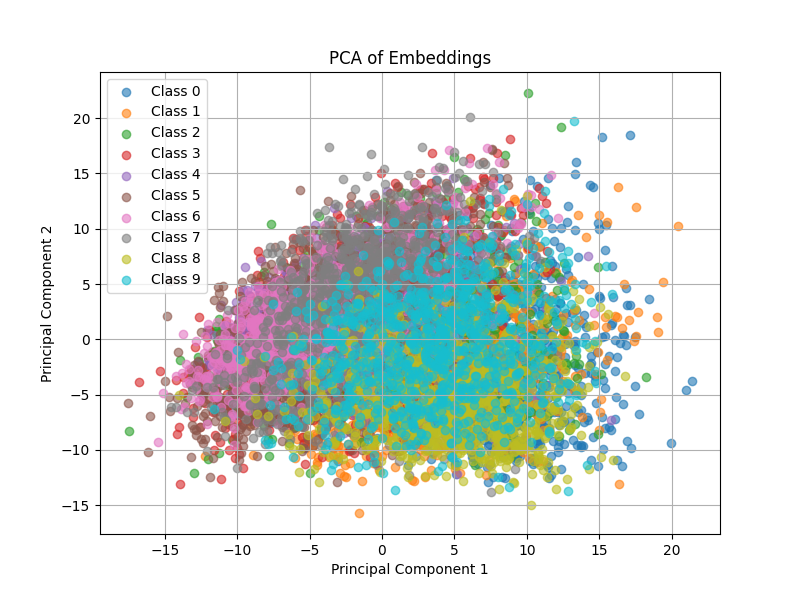 PCA of Embeddings
Class 0
Class 1
Class 2
Class 3
Class 4
Class 5
Class 6
Class 7
Class 8
Class 9
Principal Component 2
20
15
10
5
0
−5
−10
−15
−15 −10 −5 0 5 10 15 20
Principal Component 1